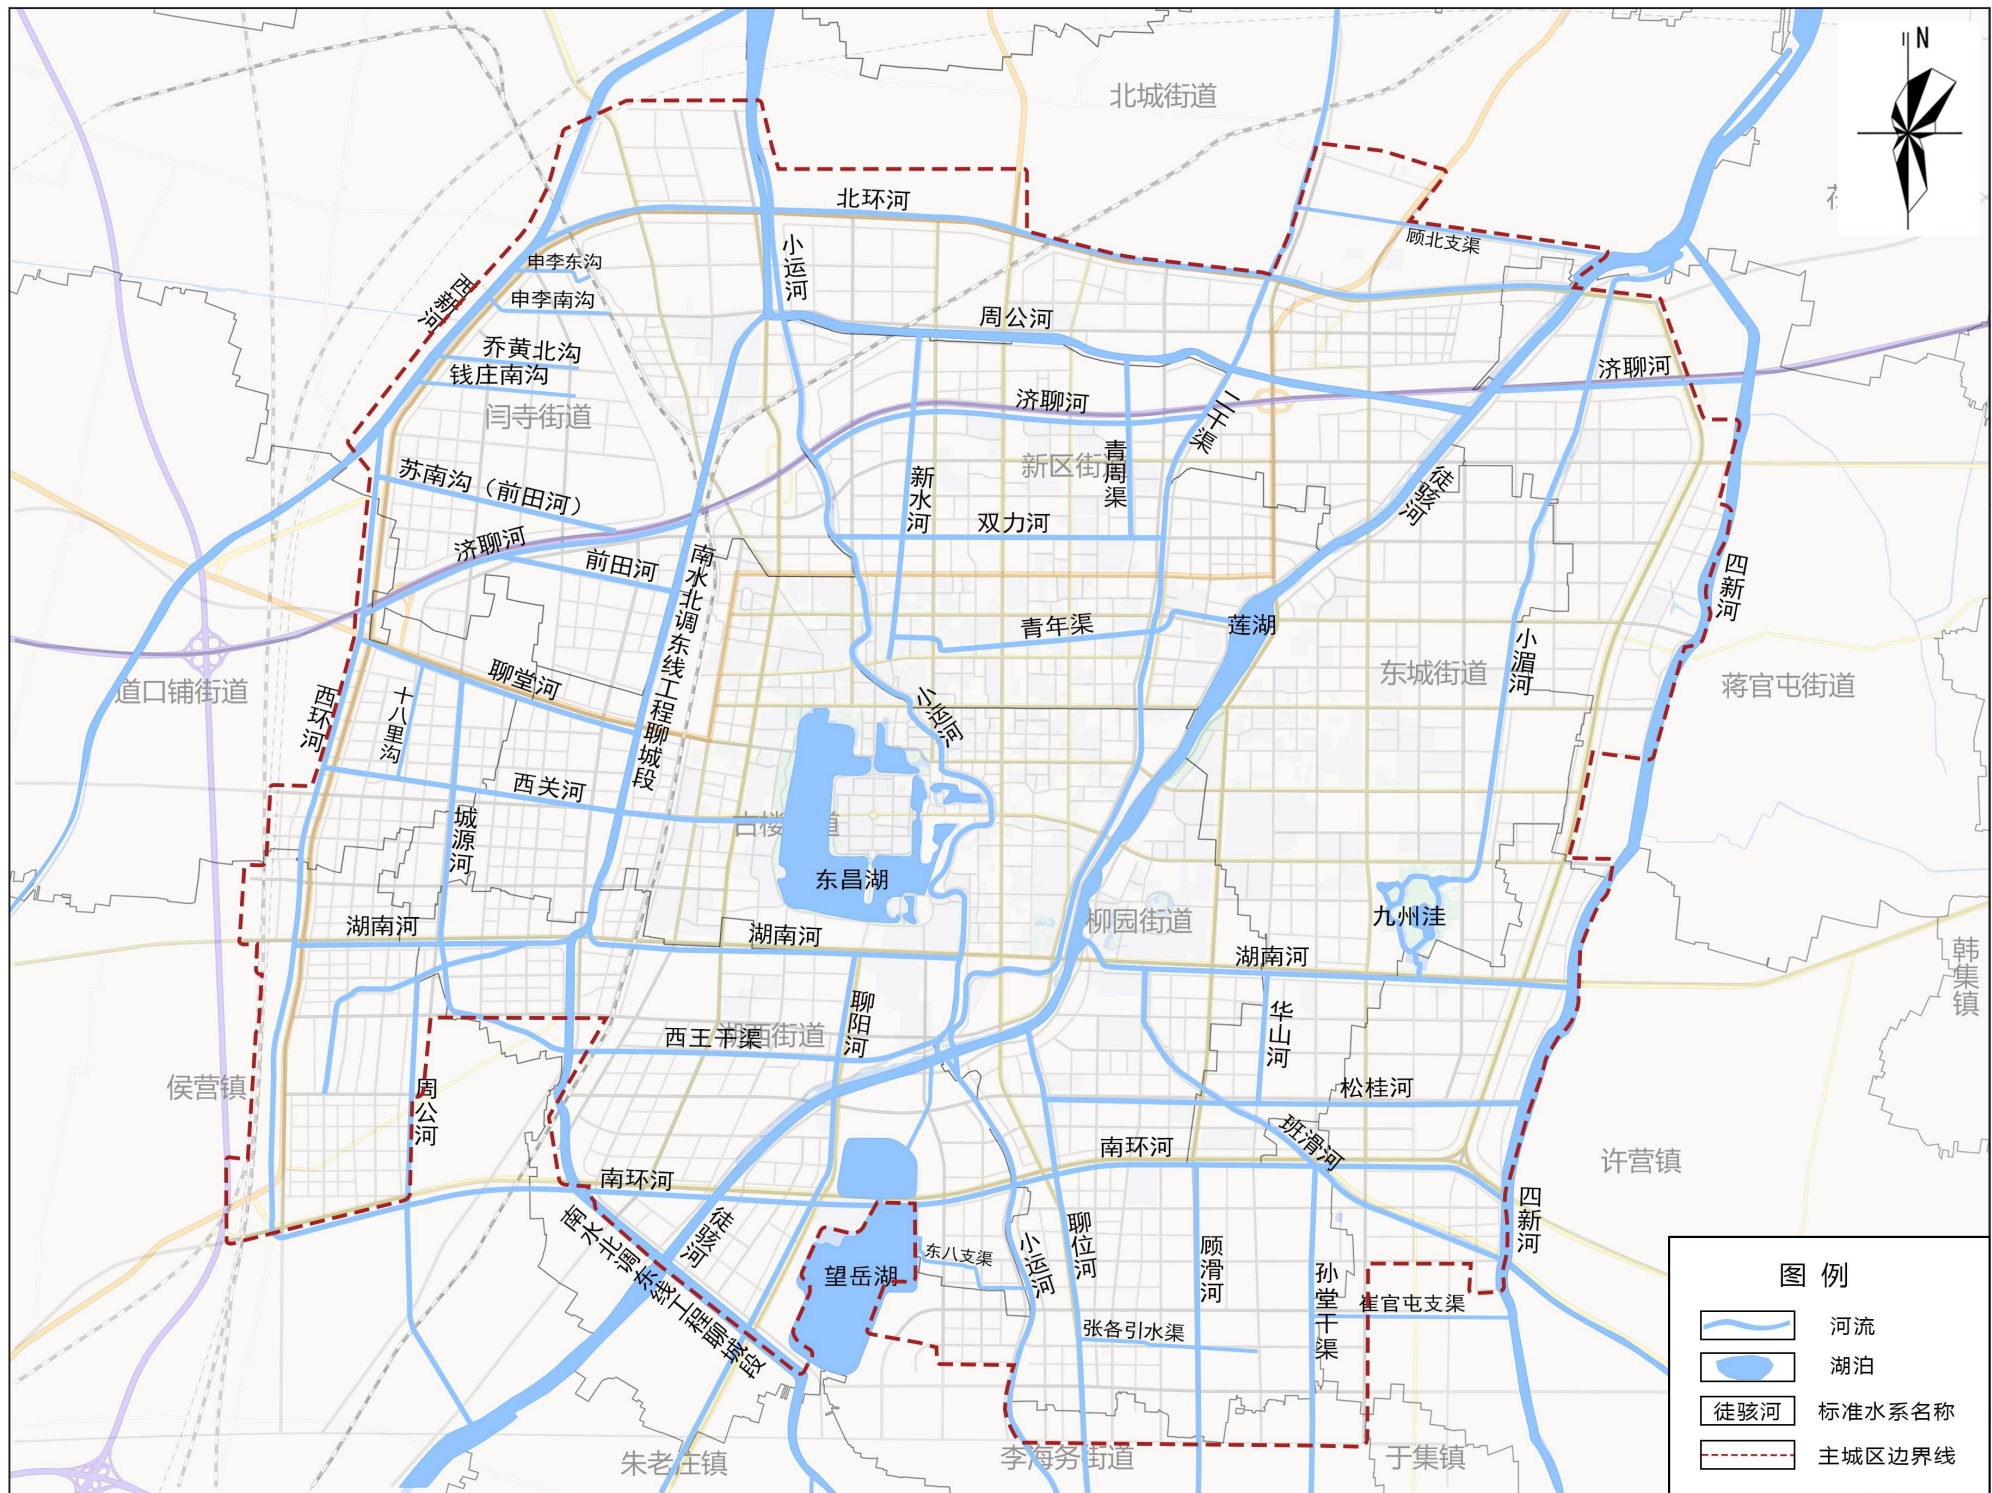 N
北城街道
北环河
顾北支渠
小运河
申李东沟
申李南沟
西新河
周公河
乔黄北沟
钱庄南沟
闫寺街道
济聊河
济聊河
二干渠
青周渠
新区街道
新水河
徒骇河
苏南沟（前田河）
双力河
济聊河
前田河
南水北调东线工程聊城段
四新河
青年渠
莲湖
小湄河
东城街道
道口铺街道
蒋官屯街道
聊堂河
西环河
十八里沟
小运河
西关河
城源河
东昌湖
九州洼
柳园街道
湖南河
湖南河
湖南河
韩集镇
聊阳河
华山河
西王干渠
侯营镇
周公河
松桂河
班滑河
南环河
南环河
许营镇
四新河
徒骇河
南水北调东线工程聊城段
望岳湖
东八支渠
小运河
聊位河
顾滑河
孙堂干渠
崔官屯支渠
张各引水渠
朱老庄镇
李海务街道
于集镇
图 例
河流
湖泊
徒骇河 标准水系名称
主城区边界线